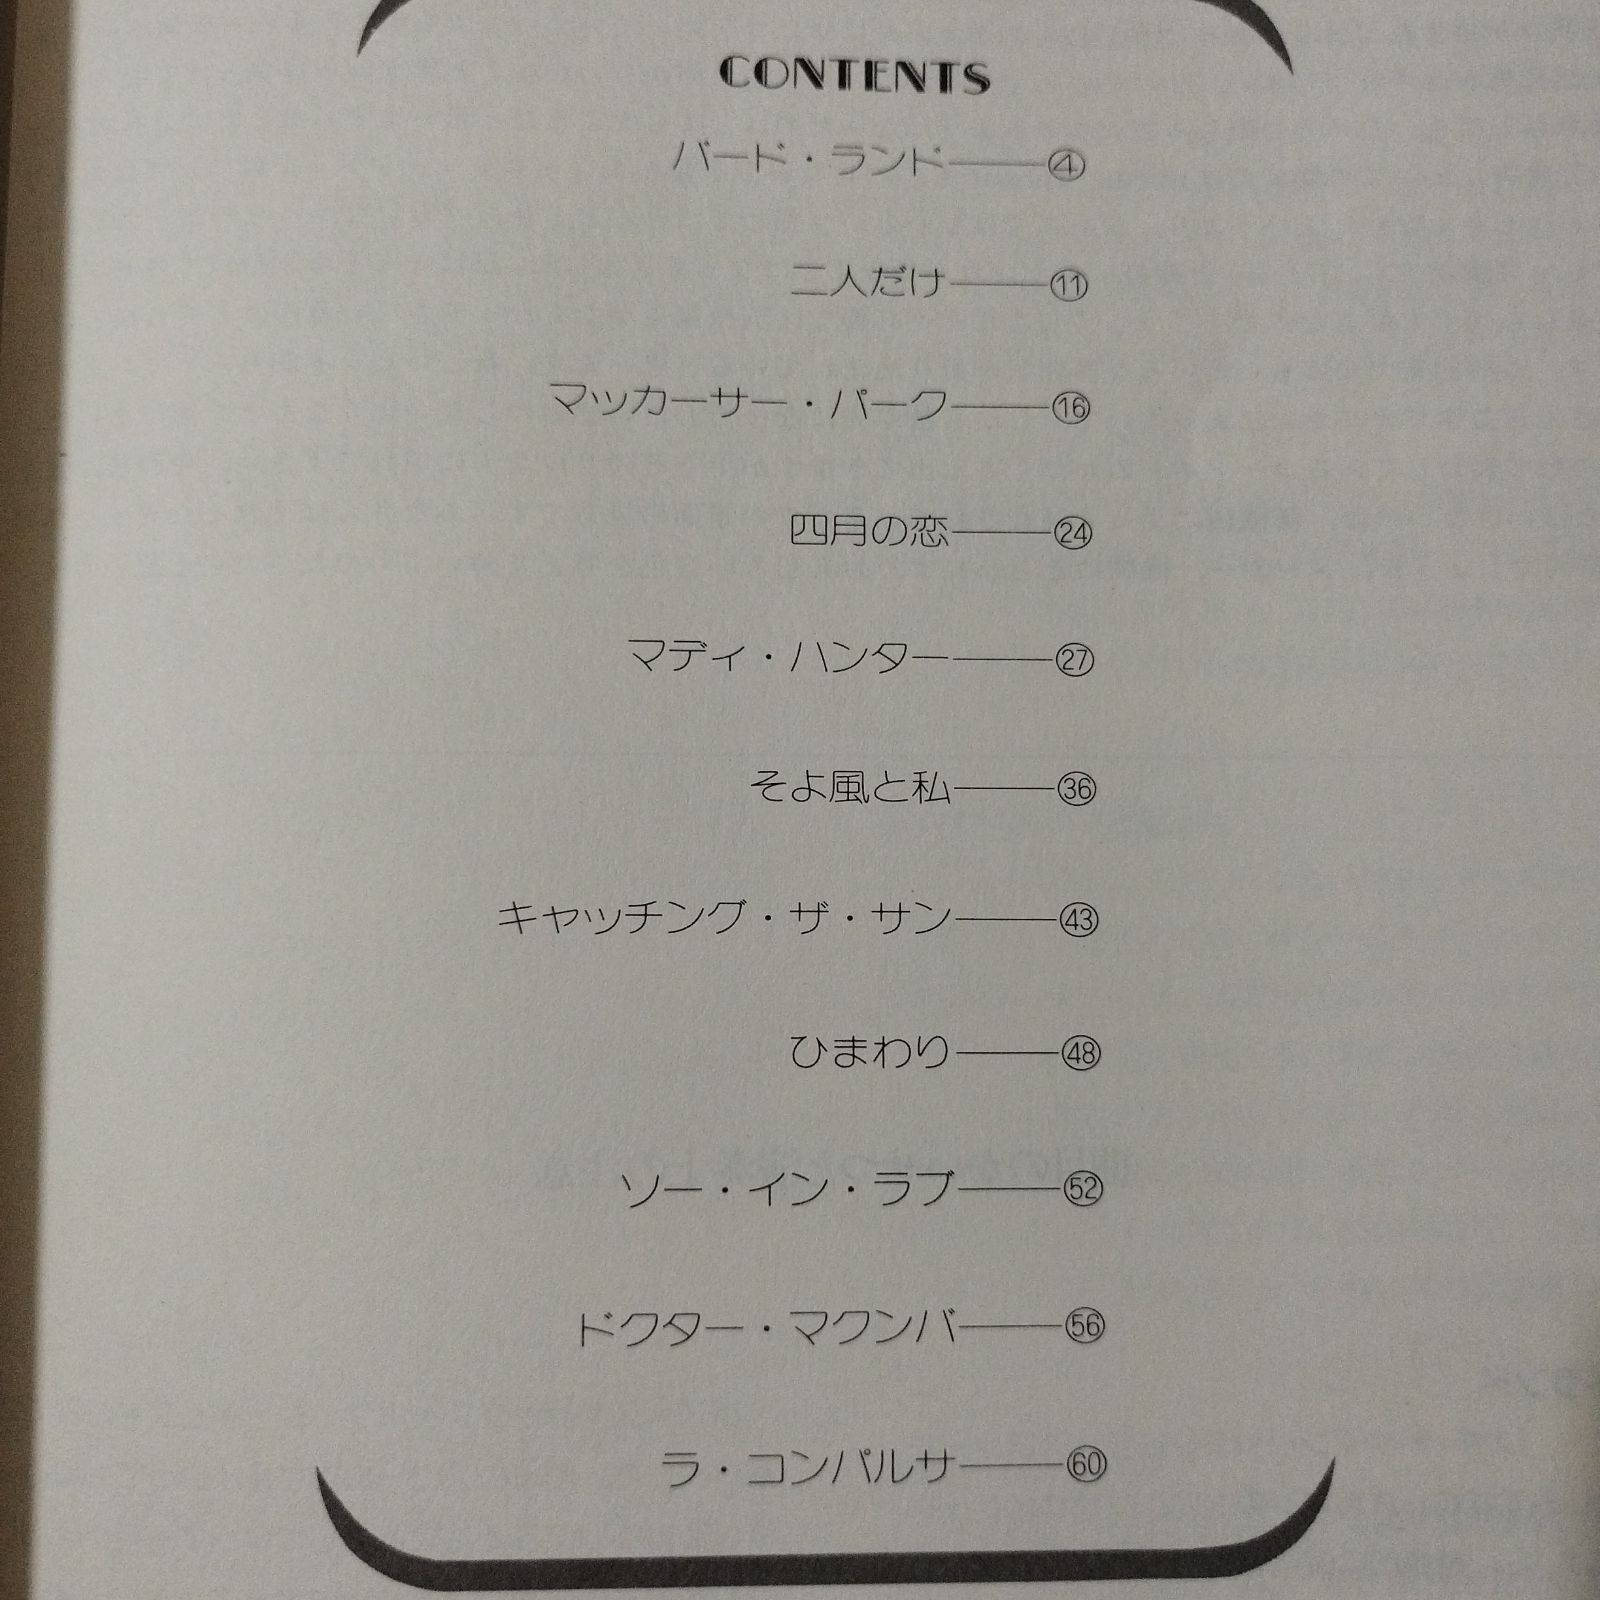 CONTENTS
バード・ランド――④
二人だけ――⑪
マッカーサー・パーク――⑯
四月の恋――㉔
マディ・ハンター――㉗
そよ風と私――㊱
キャッチング・ザ・サン――㊸
ひまわり――㊽
ソー・イン・ラブ――52
ドクター・マクンバ――56
ラ・コンパルサ――60